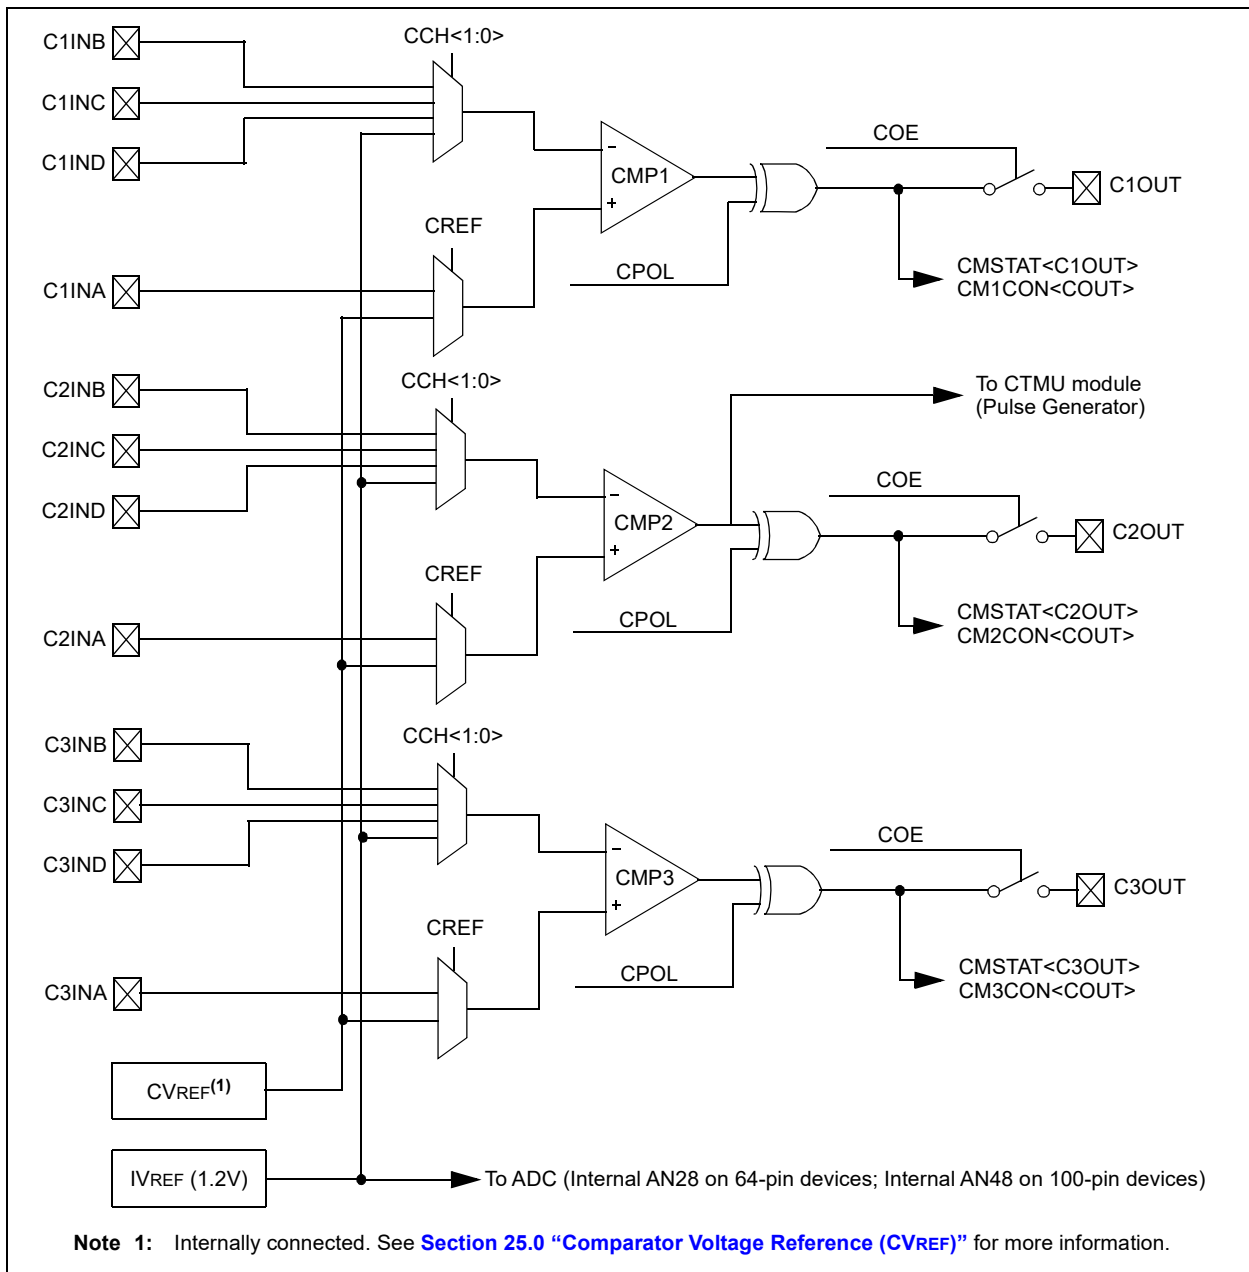 C1INB
CCH<1:0>
C1INC
C1IND
COE
−
CMP1
C1OUT
+
CREF
CPOL
C1INA
CMSTAT<C1OUT>
CM1CON<COUT>
C2INB
CCH<1:0>
To CTMU module
(Pulse Generator)
C2INC
C2IND
COE
−
CMP2
C2OUT
+
CREF
CPOL
C2INA
CMSTAT<C2OUT>
CM2CON<COUT>
C3INB
CCH<1:0>
C3INC
C3IND
COE
−
CMP3
C3OUT
+
CREF
CPOL
C3INA
CMSTAT<C3OUT>
CM3CON<COUT>
CVREF(1)
IVREF (1.2V)
To ADC (Internal AN28 on 64-pin devices; Internal AN48 on 100-pin devices)
Note 1: Internally connected. See Section 25.0 “Comparator Voltage Reference (CVREF)” for more information.